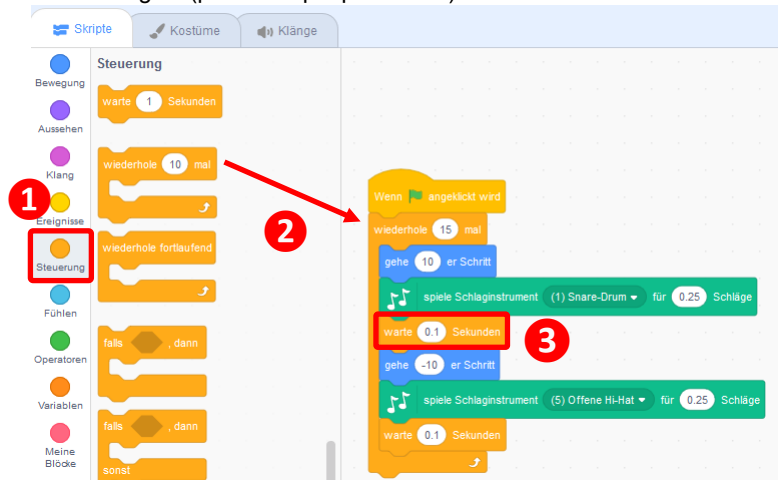 Skripte
Kostüme
Klänge
Bewegung
Aussehen
Klang
Ereignisse
Steuerung
Fühlen
Operatoren
Variablen
Meine
Blöcke
Steuerung
warte 1 Sekunden
wiederhole 10 mal
wiederhole fortlaufend
falls , dann
falls , dann
sonst
1
2
3
Wenn angeklickt wird
wiederhole 15 mal
gehe 10 er Schritt
spiele Schlaginstrument (1) Snare-Drum für 0.25 Schläge
warte 0.1 Sekunden
gehe -10 er Schritt
spiele Schlaginstrument (5) Offene Hi-Hat für 0.25 Schläge
warte 0.1 Sekunden